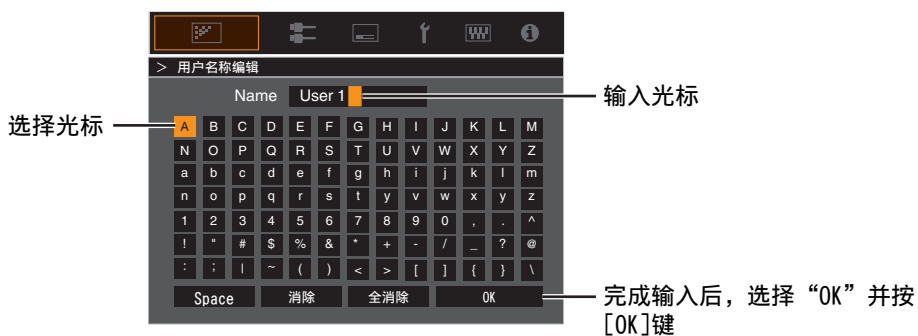 > 用户名称编辑
Name User 1
输入光标
选择光标
A B C D E F G H I J K L M
N O P Q R S T U V W X Y Z
a b c d e f g h i j k l m
n o p q r s t y v w x y z
1 2 3 4 5 6 7 8 9 0 , . ^
! " # $ % & * + - / _ ? @
: ; | ~ ( ) < > [ ] { } \
Space 消除 全消除 OK
完成输入后，选择“OK”并按
[OK]键